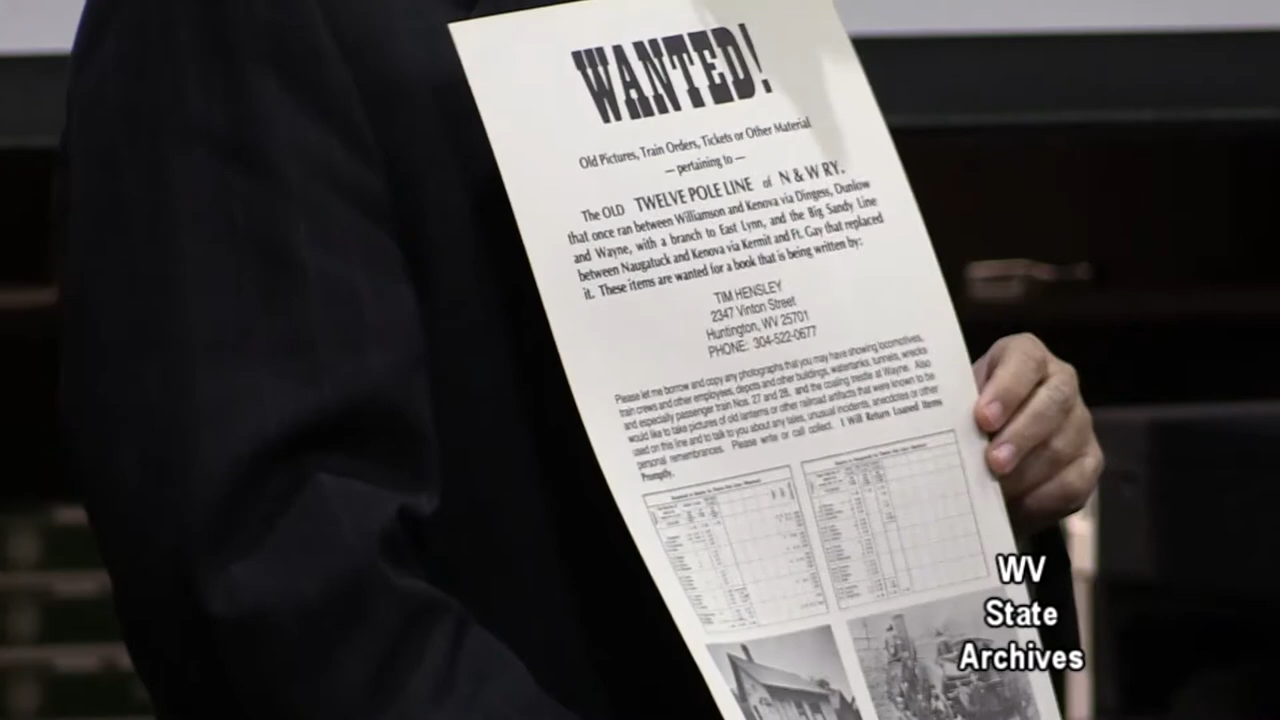 WANTED!
Old Pictures, Train Orders, Tickets or Other Material
— pertaining to —
The OLD TWELVE POLE LINE of N & W RY.
that once ran between Williamson and Kenova via Dingess, Dunlow
and Wayne, with a branch to East Lynn, and the Big Sandy Line
between Naugatuck and Kenova via Kermit and Ft. Gay that replaced
it. These items are wanted for a book that is being written by:
TIM HENSLEY
2347 Vinton Street
Huntington, WV 25701
PHONE: 304-522-0677
Please let me borrow and copy any photographs that you may have showing locomotives,
train crews and other employees, depots and other buildings, watertanks, tunnels, wrecks
and especially passenger train Nos. 27 and 28. and the coaling trestle at Wayne. Also
would like to take pictures of old lanterns or other railroad artifacts that were known to be
used on this line and to talk to you about any tales, unusual incidents, anecdotes or other
personal remembrances. Please write or call collect. I Will Return Loaned Items
Promptly.
WV
State
Archives